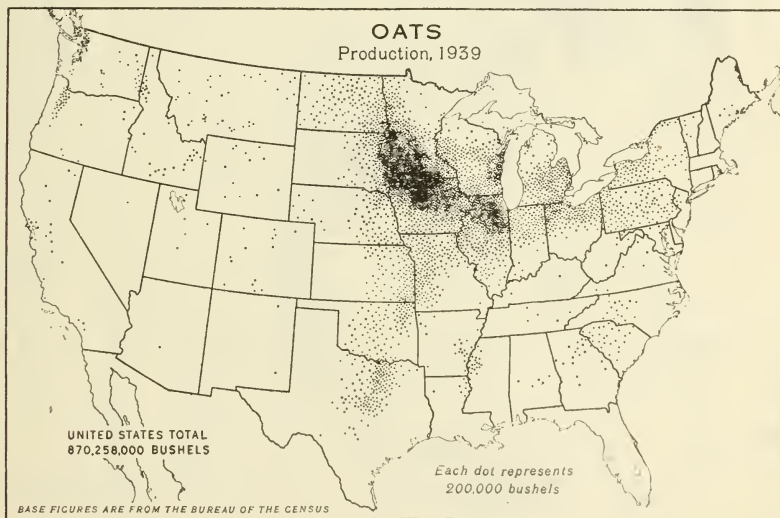 OATS
Production, 1939
UNITED STATES TOTAL
870,258,000 BUSHELS
Each dot represents
200,000 bushels
BASE FIGURES ARE FROM THE BUREAU OF THE CENSUS